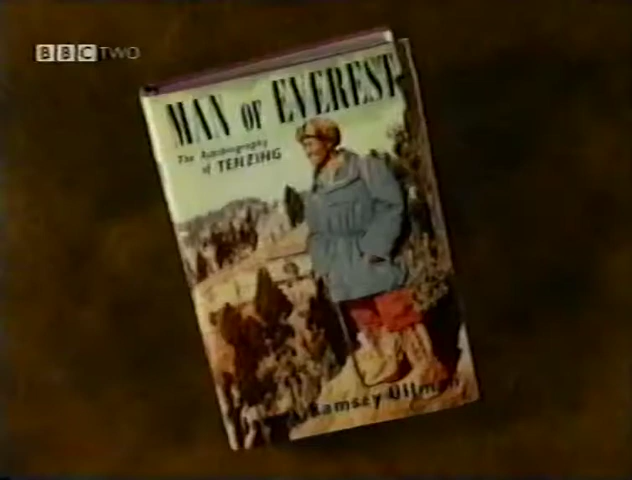 BBC TWO
MAN OF EVEREST
The Autobiography
of TENZING
Ramsey Ullman